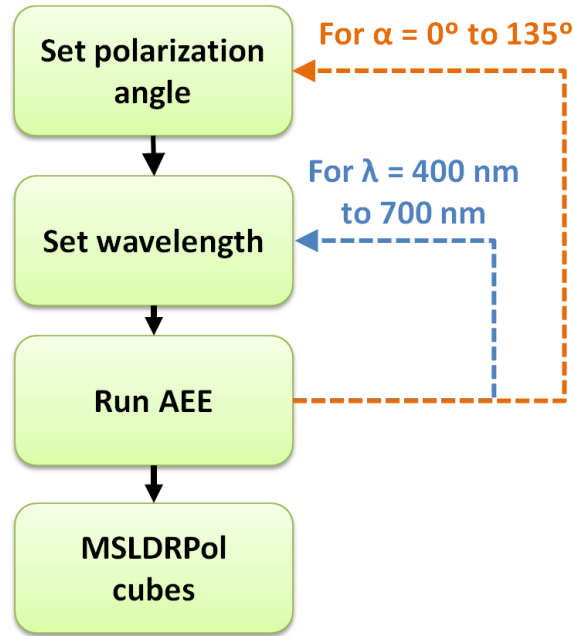 Set polarization
angle
For α = 0º to 135º
For λ = 400 nm
to 700 nm
Set wavelength
Run AEE
MSLDRPol
cubes